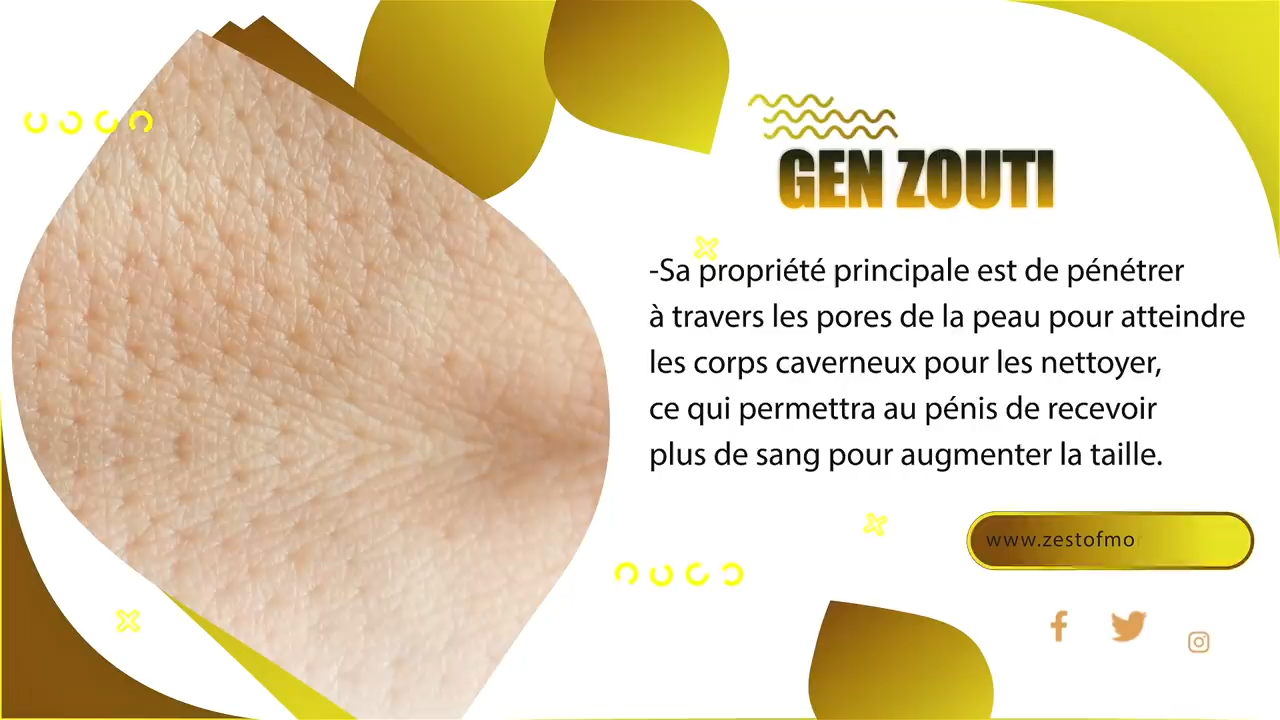 GEN ZOUTI
-Sa propriété principale est de pénétrer
à travers les pores de la peau pour atteindre
les corps caverneux pour les nettoyer,
ce qui permettra au pénis de recevoir
plus de sang pour augmenter la taille.
www.zestofmo